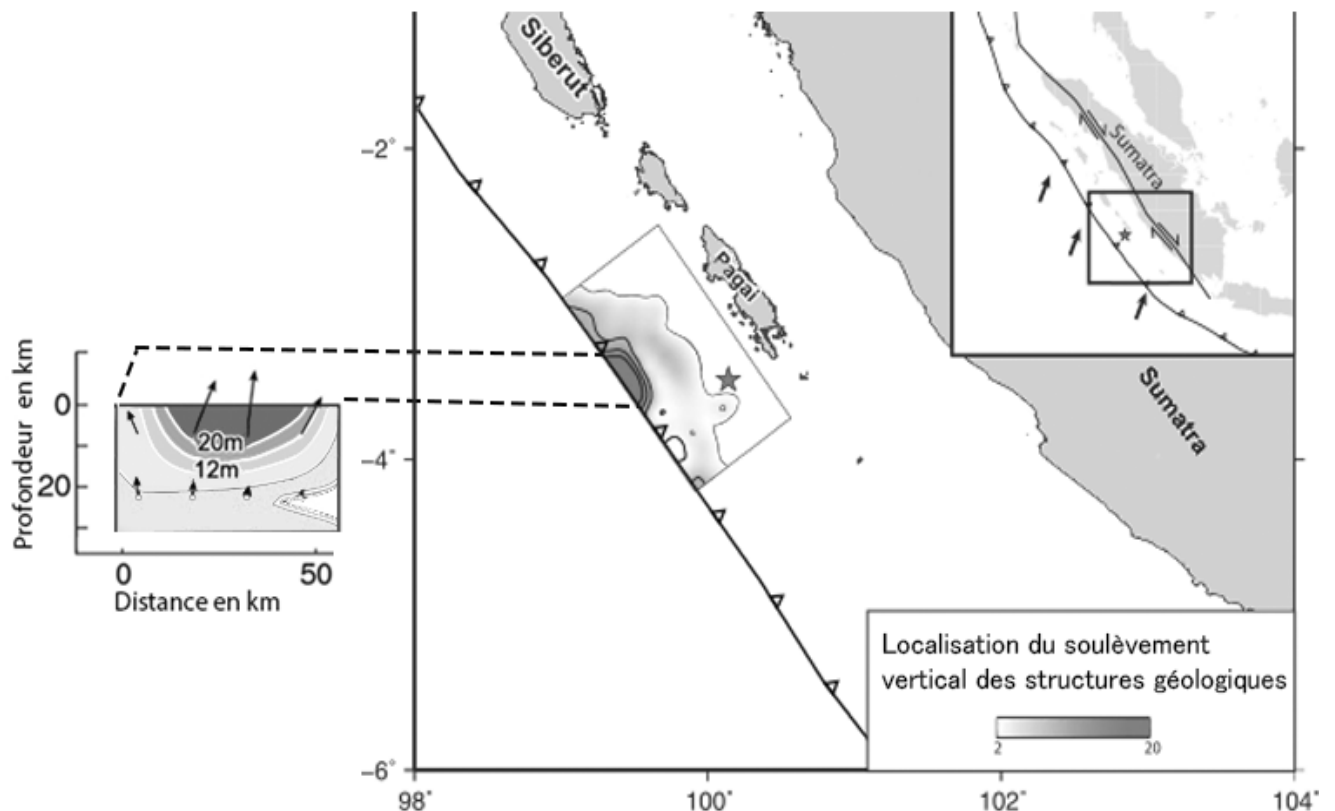 Siberut
Sumatra
-2˚
Pagai
Profondeur en km
0
20m
12m
20
0
50
Distance en km
Sumatra
-4˚
Localisation du soulèvement
vertical des structures géologiques
2
20
-6˚
98˚
100˚
102˚
104˚